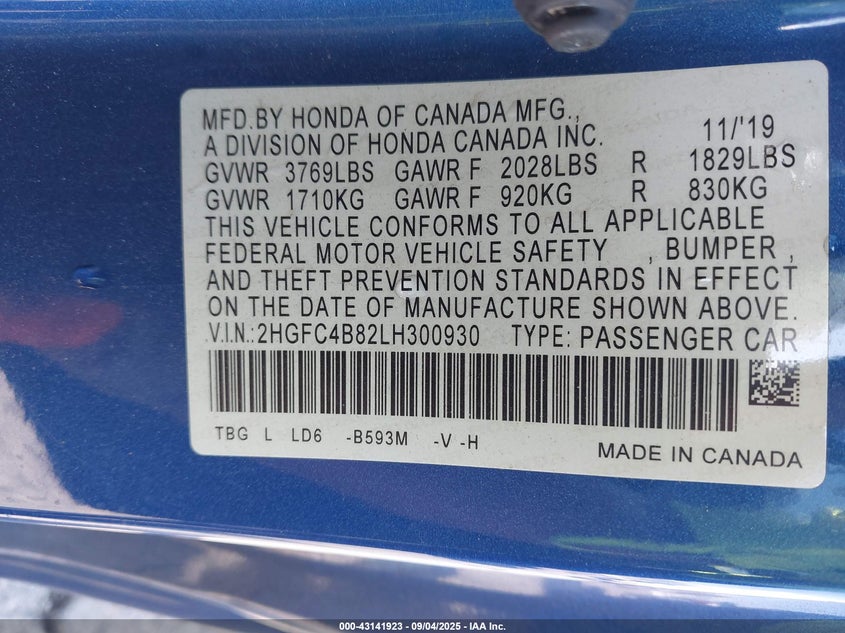 MFD.BY HONDA OF CANADA MFG.,
A DIVISION OF HONDA CANADA INC. 11/'19
GVWR 3769LBS GAWR F 2028LBS R 1829LBS
GVWR 1710KG GAWR F 920KG R 830KG
THIS VEHICLE CONFORMS TO ALL APPLICABLE
FEDERAL MOTOR VEHICLE SAFETY , BUMPER ,
AND THEFT PREVENTION STANDARDS IN EFFECT
ON THE DATE OF MANUFACTURE SHOWN ABOVE.
V.I.N.:2HGFC4B82LH300930 TYPE: PASSENGER CAR
TBG L LD6 -B593M -V -H
MADE IN CANADA
000-43141923 - 09/04/2025 - IAA Inc.